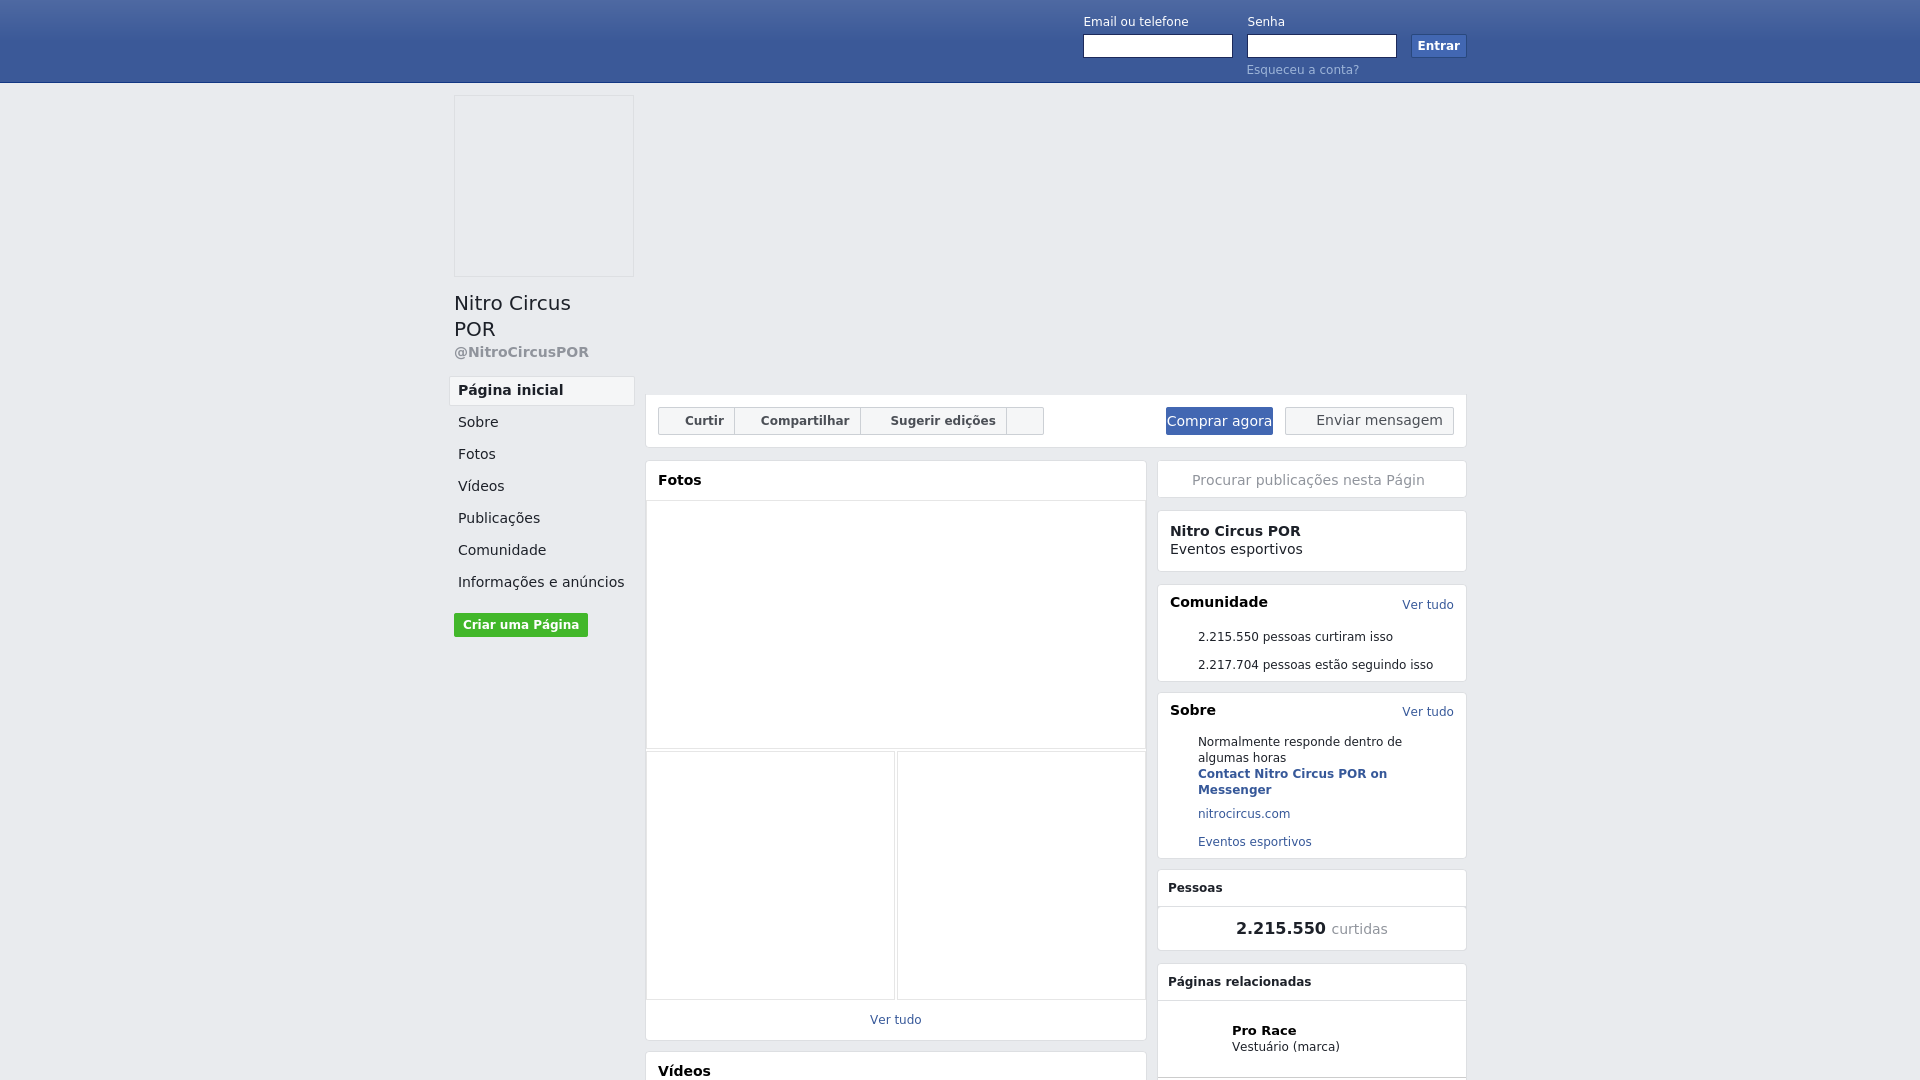 Email ou telefone
Senha
Entrar
Esqueceu a conta?
Nitro Circus
POR
@NitroCircusPOR
Página inicial
Sobre
Fotos
Vídeos
Publicações
Comunidade
Informações e anúncios
Criar uma Página
Curtir
Compartilhar
Sugerir edições
Comprar agora
Enviar mensagem
Fotos
Ver tudo
Vídeos
Procurar publicações nesta Págin
Nitro Circus POR
Eventos esportivos
Comunidade
Ver tudo
2.215.550 pessoas curtiram isso
2.217.704 pessoas estão seguindo isso
Sobre
Ver tudo
Normalmente responde dentro de
algumas horas
Contact Nitro Circus POR on
Messenger
nitrocircus.com
Eventos esportivos
Pessoas
2.215.550 curtidas
Páginas relacionadas
Pro Race
Vestuário (marca)